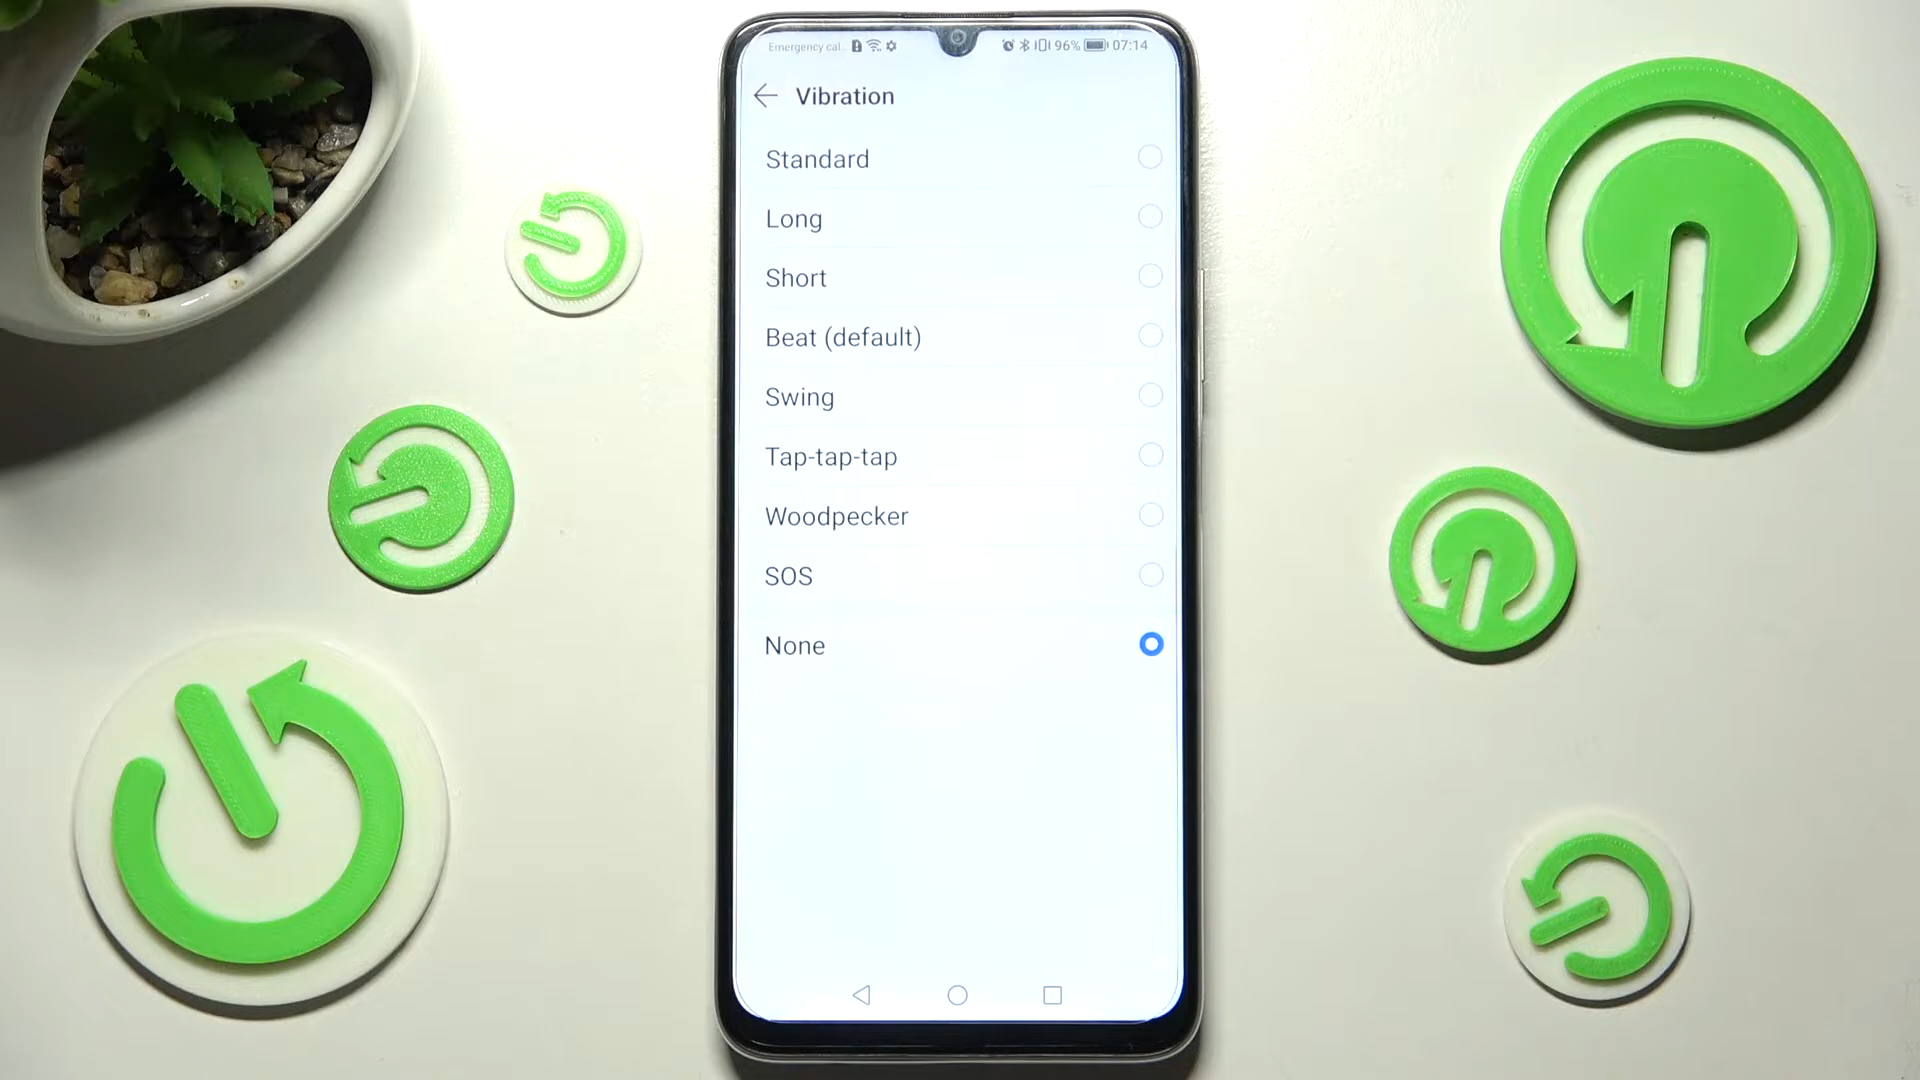 Emergency cal... 96% 07:14
Vibration
Standard
Long
Short
Beat (default)
Swing
Tap-tap-tap
Woodpecker
SOS
None